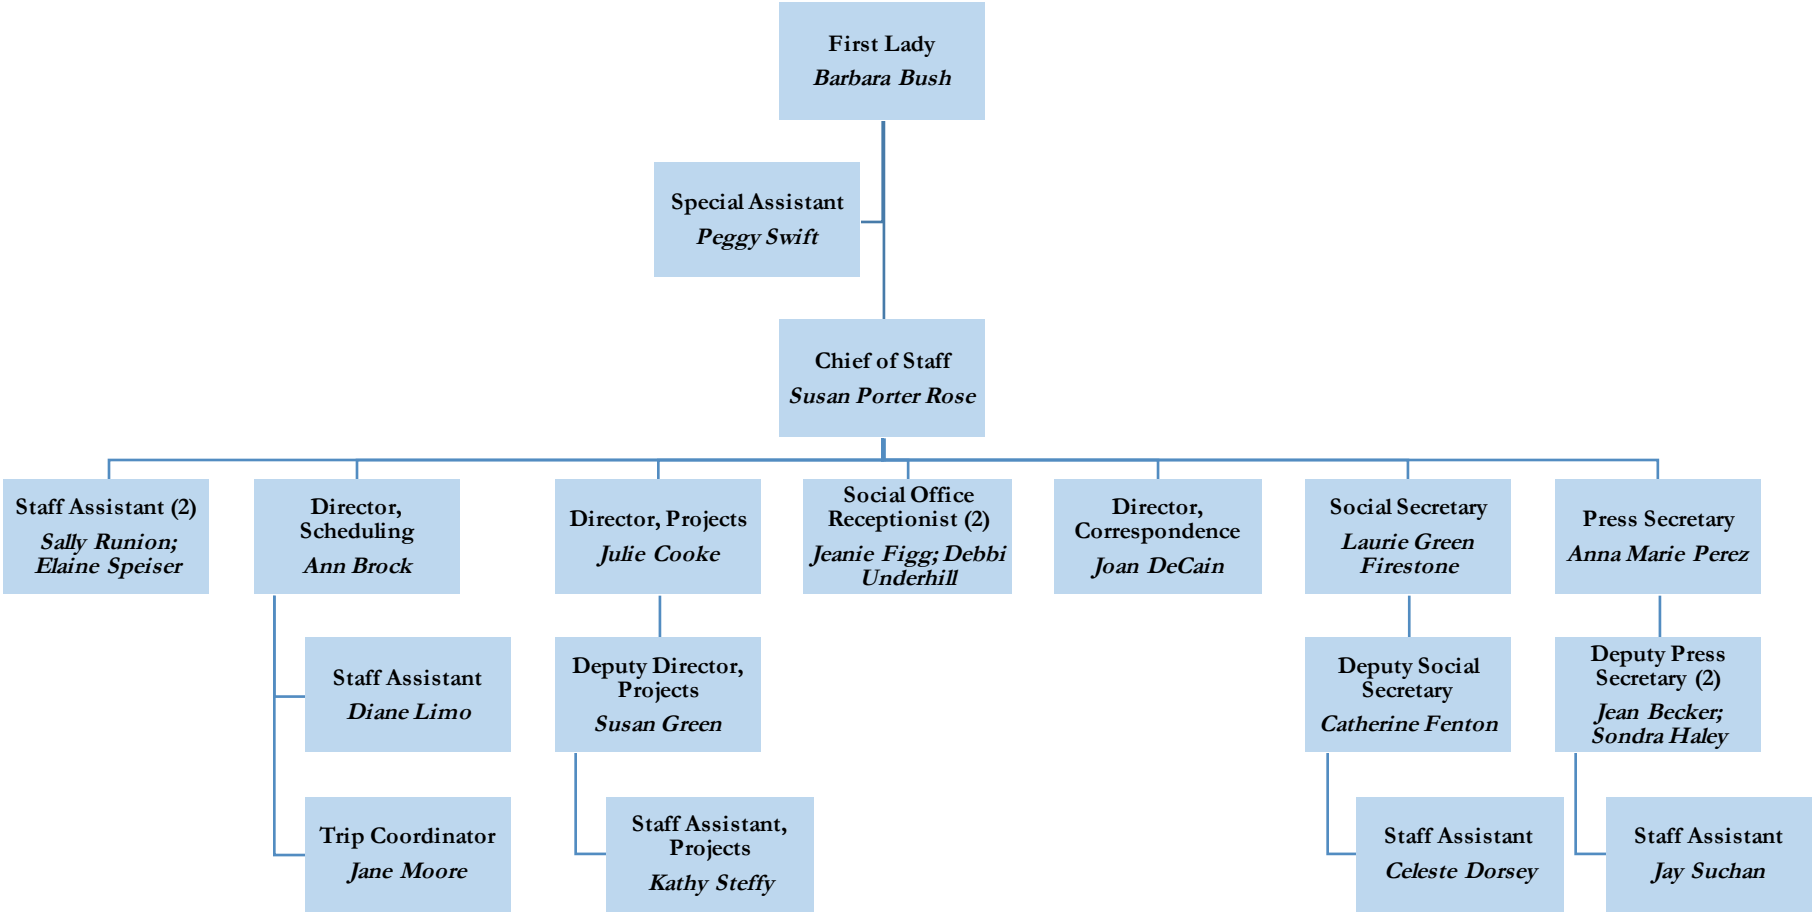 First Lady
Barbara Bush
Special Assistant
Peggy Swift
Chief of Staff
Susan Porter Rose
Staff Assistant (2)
Sally Runion;
Elaine Speiser
Director,
Scheduling
Ann Brock
Director, Projects
Julie Cooke
Social Office
Receptionist (2)
Jeanie Figg; Debbi
Underhill
Director,
Correspondence
Joan DeCain
Social Secretary
Laurie Green
Firestone
Press Secretary
Anna Marie Perez
Staff Assistant
Diane Limo
Deputy Director,
Projects
Susan Green
Deputy Social
Secretary
Catherine Fenton
Deputy Press
Secretary (2)
Jean Becker;
Sondra Haley
Trip Coordinator
Jane Moore
Staff Assistant,
Projects
Kathy Steffy
Staff Assistant
Celeste Dorsey
Staff Assistant
Jay Suchan